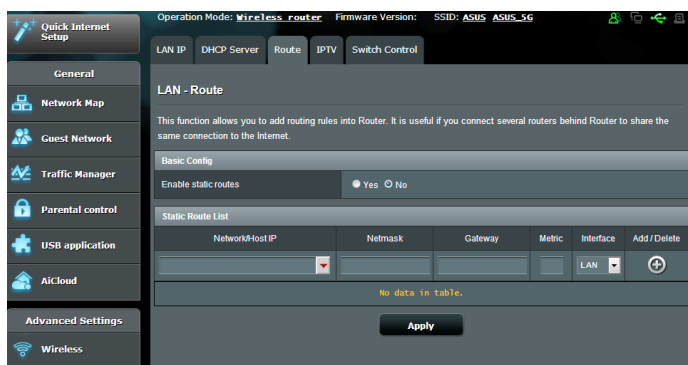 Operation Mode: Wireless router Firmware Version: SSID: ASUS ASUS_5G
Quick Internet
Setup
LAN IP DHCP Server Route IPTV Switch Control
General
Network Map
Guest Network
Traffic Manager
Parental control
USB application
AiCloud
Advanced Settings
Wireless
LAN - Route
This function allows you to add routing rules into Router. It is useful if you connect several routers behind Router to share the
same connection to the Internet.
Basic Config
Enable static routes Yes No
Static Route List
Network/Host IP Netmask Gateway Metric Interface Add / Delete
LAN
No data in table.
Apply